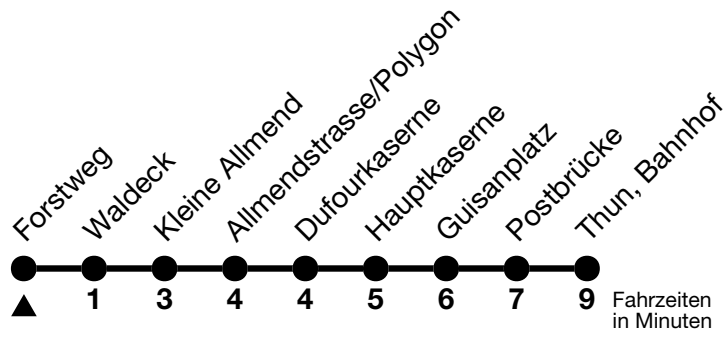 Forstweg
Waldeck
Kleine Allmend
Allmendstrasse/Polygon
Dufourkaserne
Hauptkaserne
Guisanplatz
Postbrücke
Thun, Bahnhof
1 3 4 4 5 6 7 9 Fahrzeiten
in Minuten